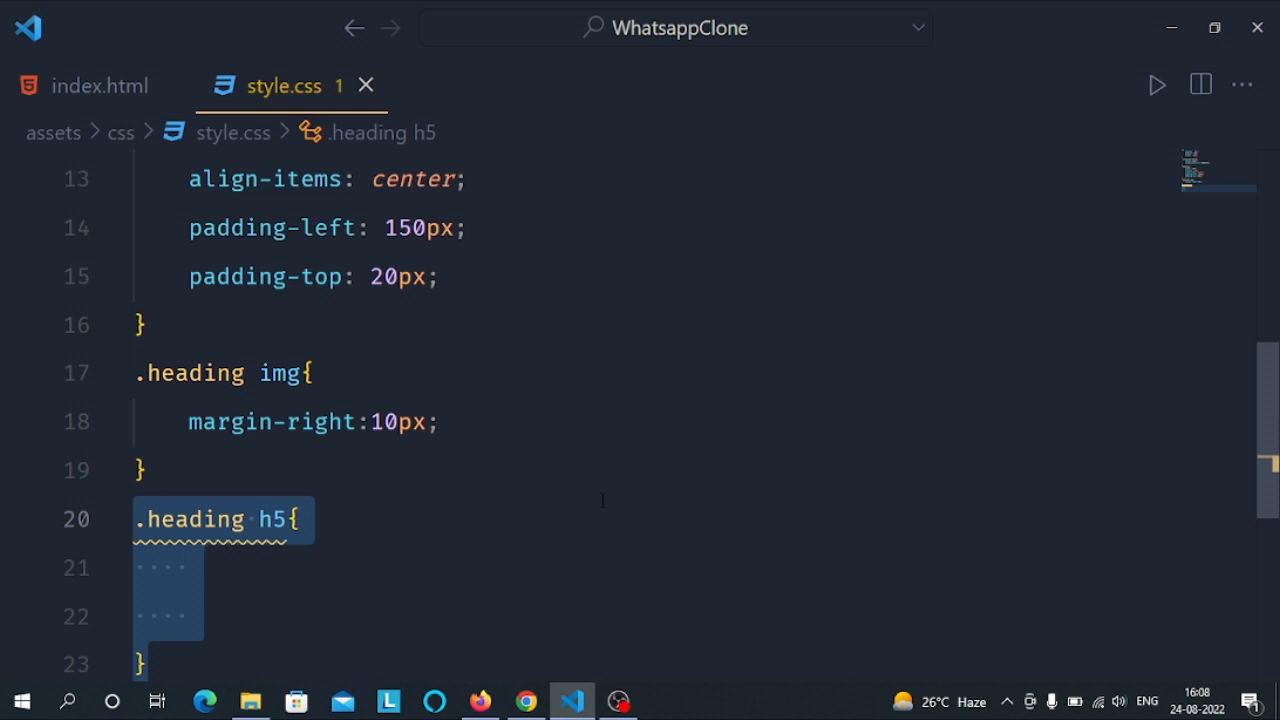 WhatsappClone
index.html
style.css 1
assets > css > style.css > .heading h5
13 align-items: center;
14 padding-left: 150px;
15 padding-top: 20px;
16 }
17 .heading img{
18 margin-right:10px;
19 }
20 .heading h5{
21
22
23 }
26°C Haze
ENG
16:08
24-08-2022
1